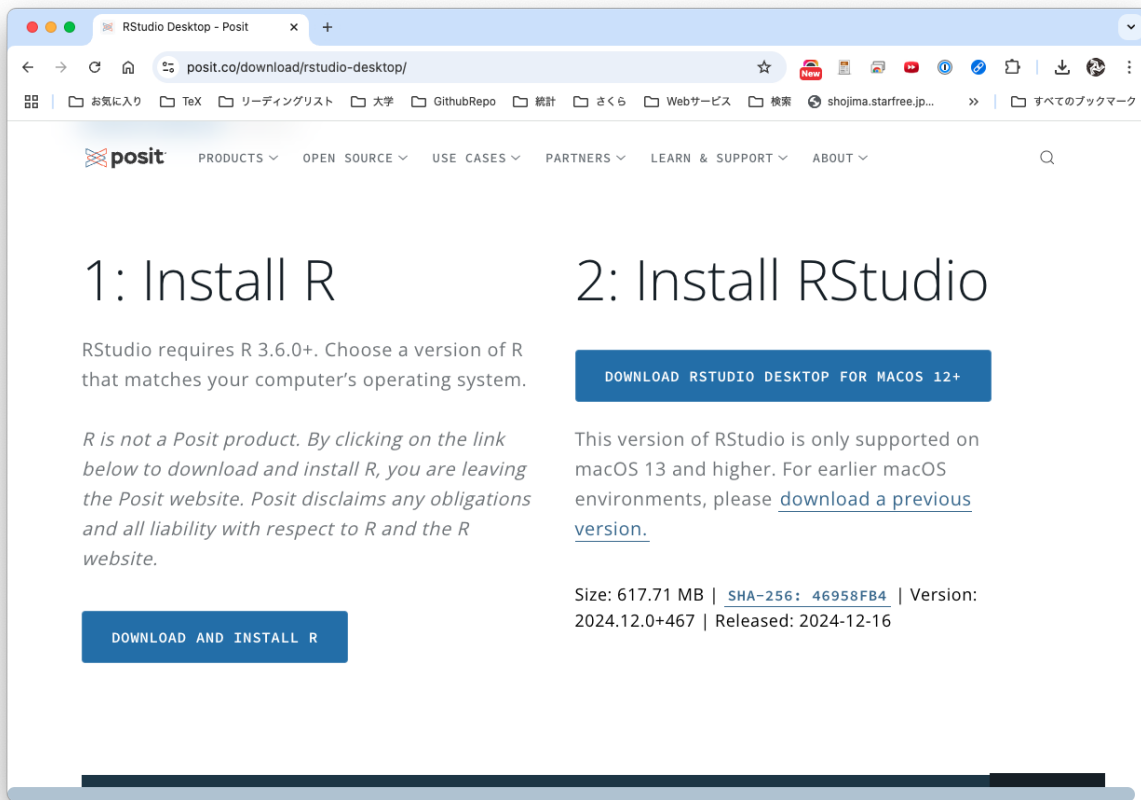 RStudio Desktop - Posit
posit.co/download/rstudio-desktop/
New
お気に入り TeX リーディングリスト 大学 GithubRepo 統計 さくら Webサービス 検索 shojima.starfree.jp... » すべてのブックマーク
posit
PRODUCTS OPEN SOURCE USE CASES PARTNERS LEARN & SUPPORT ABOUT
1: Install R
RStudio requires R 3.6.0+. Choose a version of R
that matches your computer's operating system.
R is not a Posit product. By clicking on the link
below to download and install R, you are leaving
the Posit website. Posit disclaims any obligations
and all liability with respect to R and the R
website.
DOWNLOAD AND INSTALL R
2: Install RStudio
DOWNLOAD RSTUDIO DESKTOP FOR MACOS 12+
This version of RStudio is only supported on
macOS 13 and higher. For earlier macOS
environments, please download a previous
version.
Size: 617.71 MB | SHA-256: 46958FB4 | Version:
2024.12.0+467 | Released: 2024-12-16